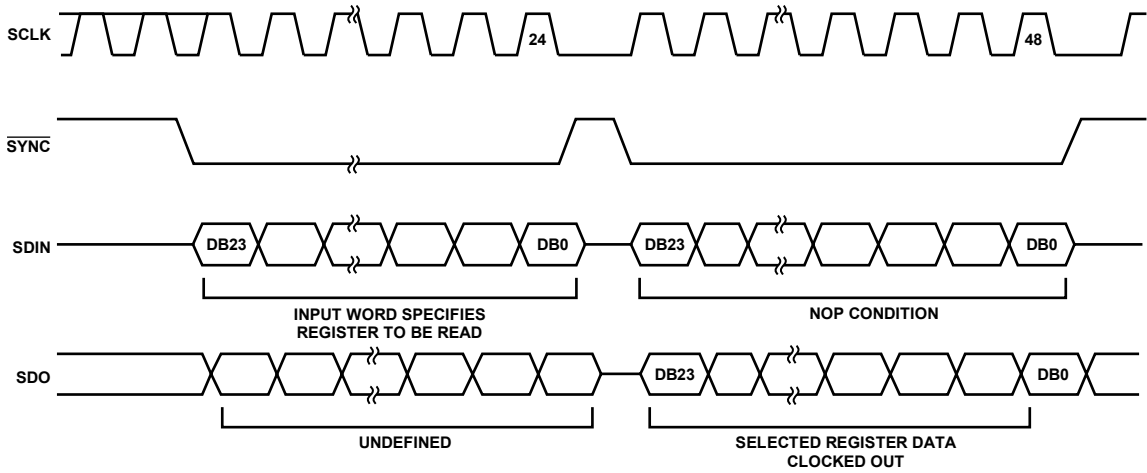 SCLK
24
48
SYNC
SDIN
DB23
DB0
DB23
DB0
INPUT WORD SPECIFIES
REGISTER TO BE READ
NOP CONDITION
SDO
DB23
DB0
UNDEFINED
SELECTED REGISTER DATA
CLOCKED OUT